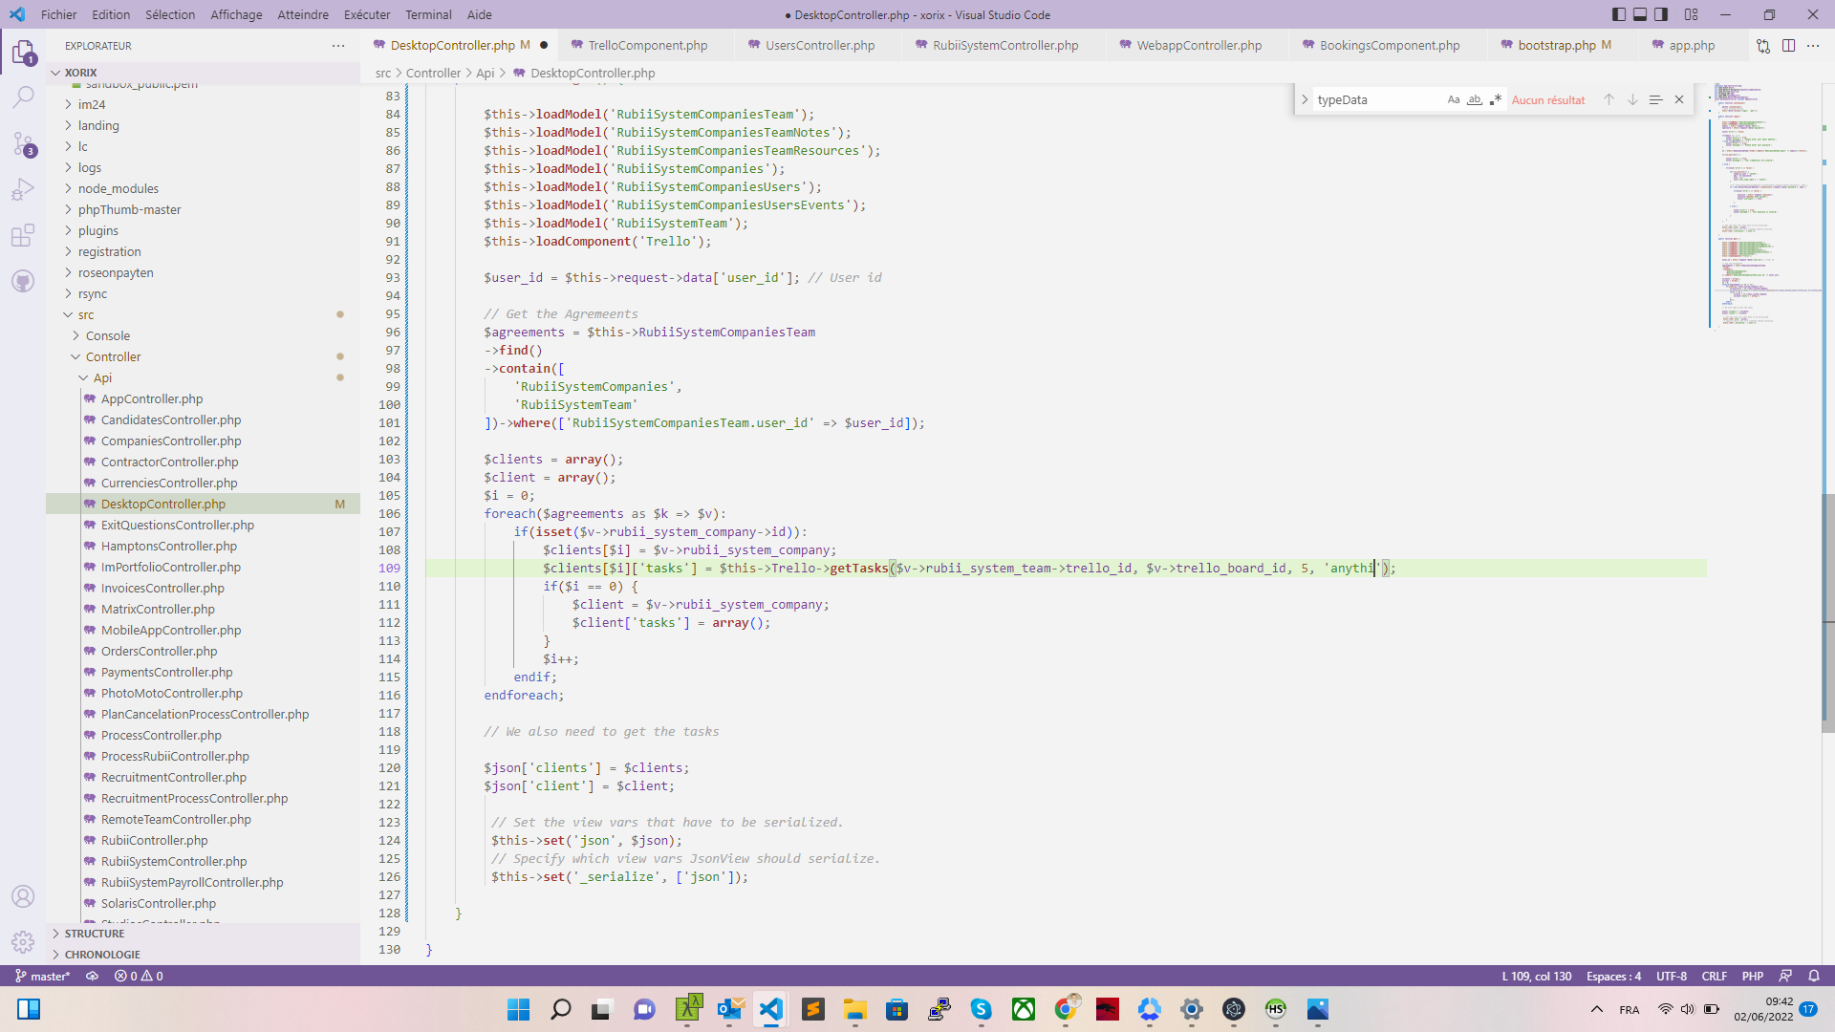 Fichier Edition Sélection Affichage Atteindre Exécuter Terminal Aide
● DesktopController.php - xorix - Visual Studio Code
EXPLORATEUR
DesktopController.php M
TrelloComponent.php
UsersController.php
RubiiSystemController.php
WebappController.php
BookingsComponent.php
bootstrap.php M
app.php
XORIX
src > Controller > Api > DesktopController.php
sandbox_public.pem
im24
landing
lc
logs
node_modules
phpThumb-master
plugins
registration
roseonpayten
rsync
src
Console
Controller
Api
AppController.php
CandidatesController.php
CompaniesController.php
ContractorController.php
CurrenciesController.php
DesktopController.php M
ExitQuestionsController.php
HamptonsController.php
ImPortfolioController.php
InvoicesController.php
MatrixController.php
MobileAppController.php
OrdersController.php
PaymentsController.php
PhotoMotoController.php
PlanCancelationProcessController.php
ProcessController.php
ProcessRubiiController.php
RecruitmentController.php
RecruitmentProcessController.php
RemoteTeamController.php
RubiiController.php
RubiiSystemController.php
RubiiSystemPayrollController.php
SolarisController.php
STRUCTURE
CHRONOLOGIE
typeData Aa ab Aucun résultat
83
84 $this->loadModel('RubiiSystemCompaniesTeam');
85 $this->loadModel('RubiiSystemCompaniesTeamNotes');
86 $this->loadModel('RubiiSystemCompaniesTeamResources');
87 $this->loadModel('RubiiSystemCompanies');
88 $this->loadModel('RubiiSystemCompaniesUsers');
89 $this->loadModel('RubiiSystemCompaniesUsersEvents');
90 $this->loadModel('RubiiSystemTeam');
91 $this->loadComponent('Trello');
92
93 $user_id = $this->request->data['user_id']; // User id
94
95 // Get the Agremeents
96 $agreements = $this->RubiiSystemCompaniesTeam
97 ->find()
98 ->contain([
99 'RubiiSystemCompanies',
100 'RubiiSystemTeam'
101 ])->where(['RubiiSystemCompaniesTeam.user_id' => $user_id]);
102
103 $clients = array();
104 $client = array();
105 $i = 0;
106 foreach($agreements as $k => $v):
107 if(isset($v->rubii_system_company->id)):
108 $clients[$i] = $v->rubii_system_company;
109 $clients[$i]['tasks'] = $this->Trello->getTasks($v->rubii_system_team->trello_id, $v->trello_board_id, 5, 'anythi');
110 if($i == 0) {
111 $client = $v->rubii_system_company;
112 $client['tasks'] = array();
113 }
114 $i++;
115 endif;
116 endforeach;
117
118 // We also need to get the tasks
119
120 $json['clients'] = $clients;
121 $json['client'] = $client;
122
123 // Set the view vars that have to be serialized.
124 $this->set('json', $json);
125 // Specify which view vars JsonView should serialize.
126 $this->set('_serialize', ['json']);
127
128 }
129
130 }
master* 0 0
L 109, col 130 Espaces : 4 UTF-8 CRLF PHP
FRA 09:42
02/06/2022 17